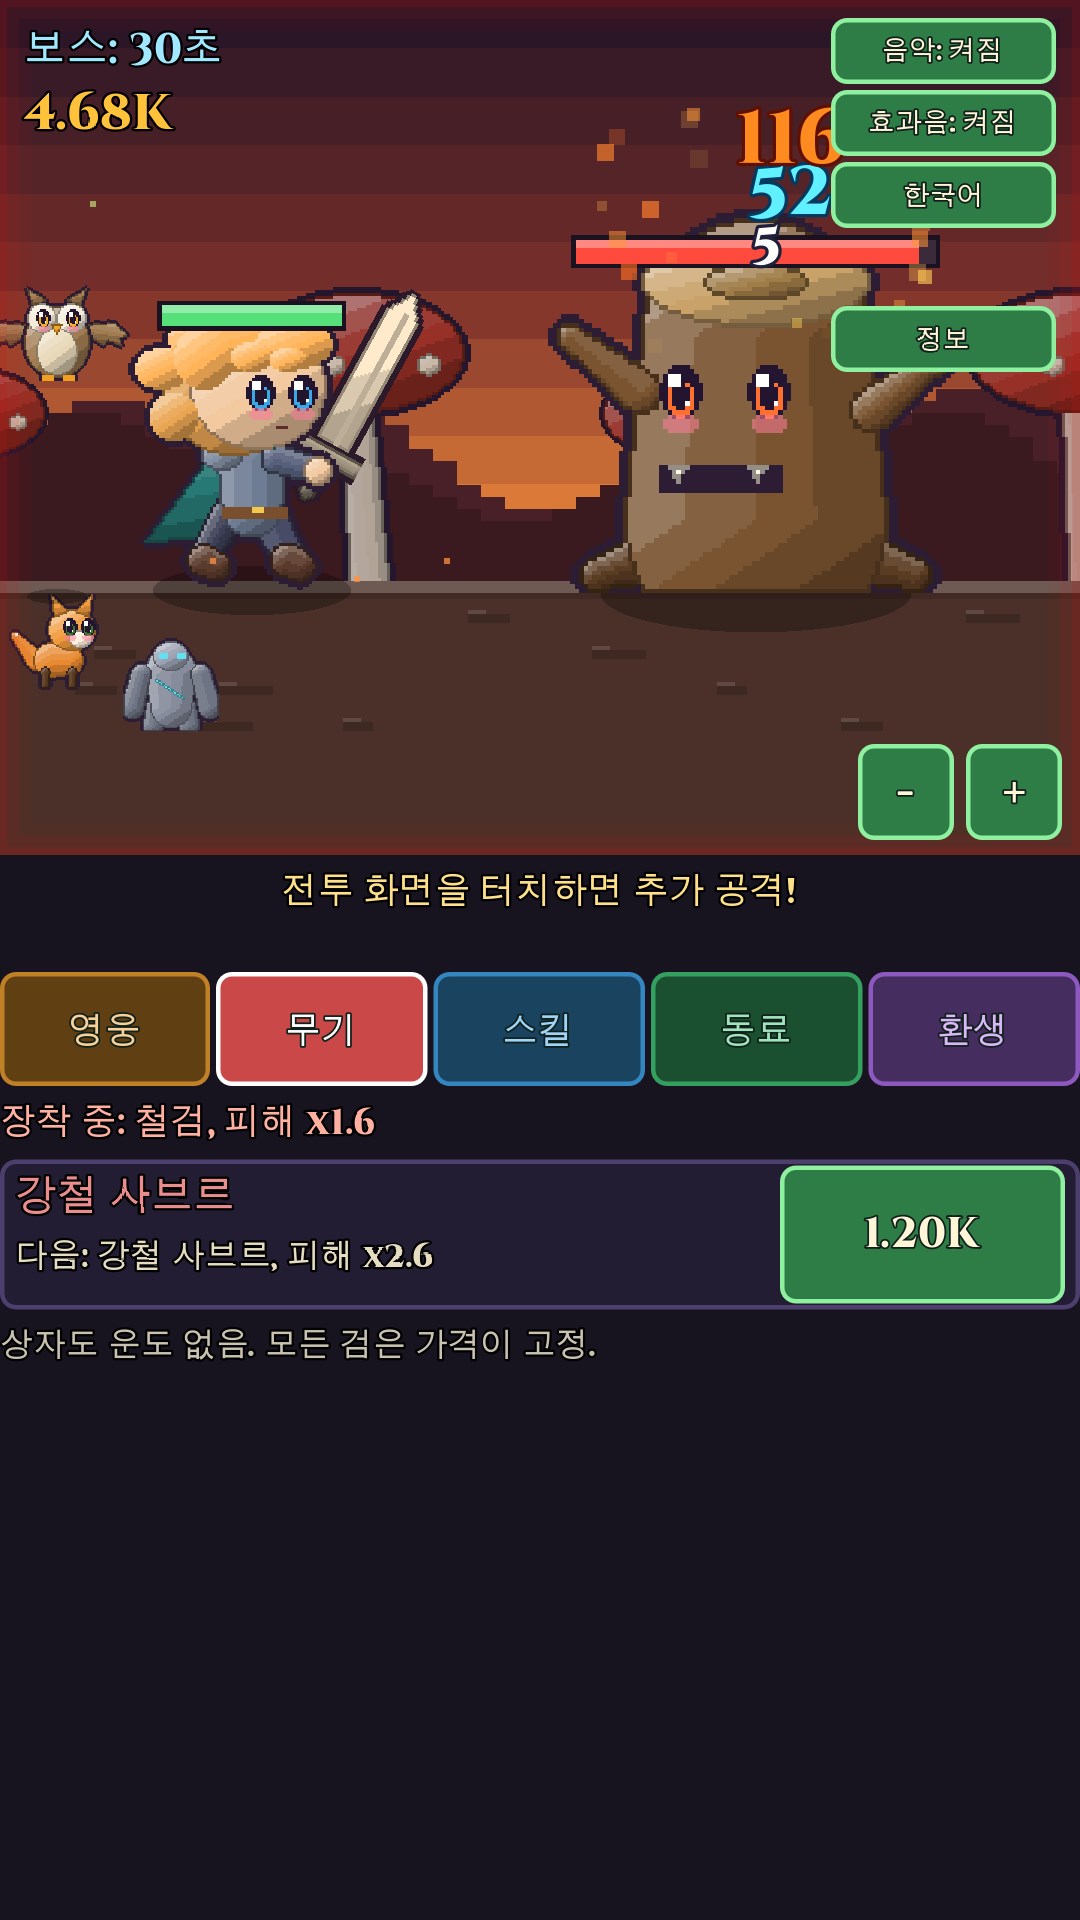 보스: 30초
4.68K
음악: 켜짐
효과음: 켜짐
한국어
정보
116
52
5
-
+
전투 화면을 터치하면 추가 공격!
영웅
무기
스킬
동료
환생
장착 중: 철검, 피해 x1.6
강철 사브르
다음: 강철 사브르, 피해 x2.6
1.20K
상자도 운도 없음. 모든 검은 가격이 고정.